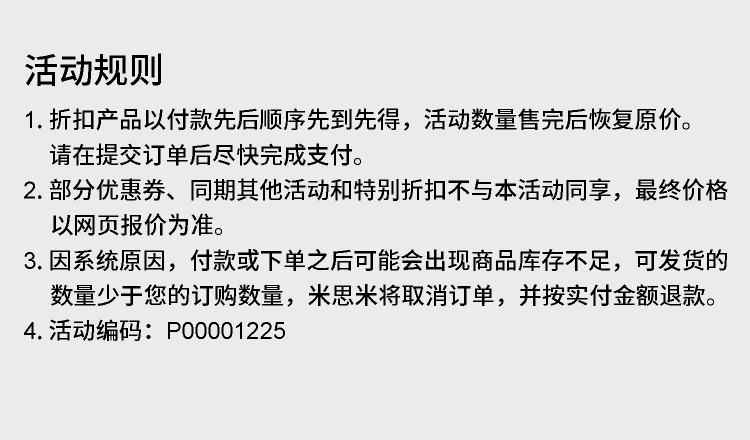 活动规则
1. 折扣产品以付款先后顺序先到先得，活动数量售完后恢复原价。
请在提交订单后尽快完成支付。
2. 部分优惠券、同期其他活动和特别折扣不与本活动同享，最终价格
以网页报价为准。
3. 因系统原因，付款或下单之后可能会出现商品库存不足，可发货的
数量少于您的订购数量，米思米将取消订单，并按实付金额退款。
4. 活动编码：P00001225